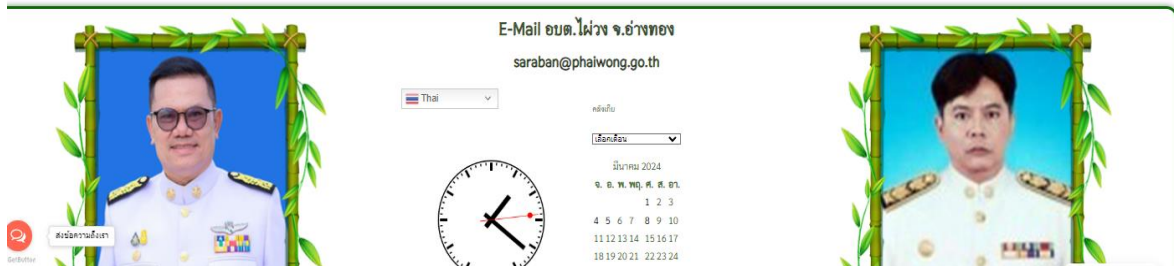 E-Mail อบต.ไผ่วง จ.อ่างทอง
saraban@phaiwong.go.th
Thai
คลังเก็บ
เลือกเดือน
มีนาคม 2024
จ. อ. พ. พฤ. ศ. ส. อา.
1 2 3
4 5 6 7 8 9 10
11 12 13 14 15 16 17
18 19 20 21 22 23 24
ส่งข้อความถึงเรา
GetButton